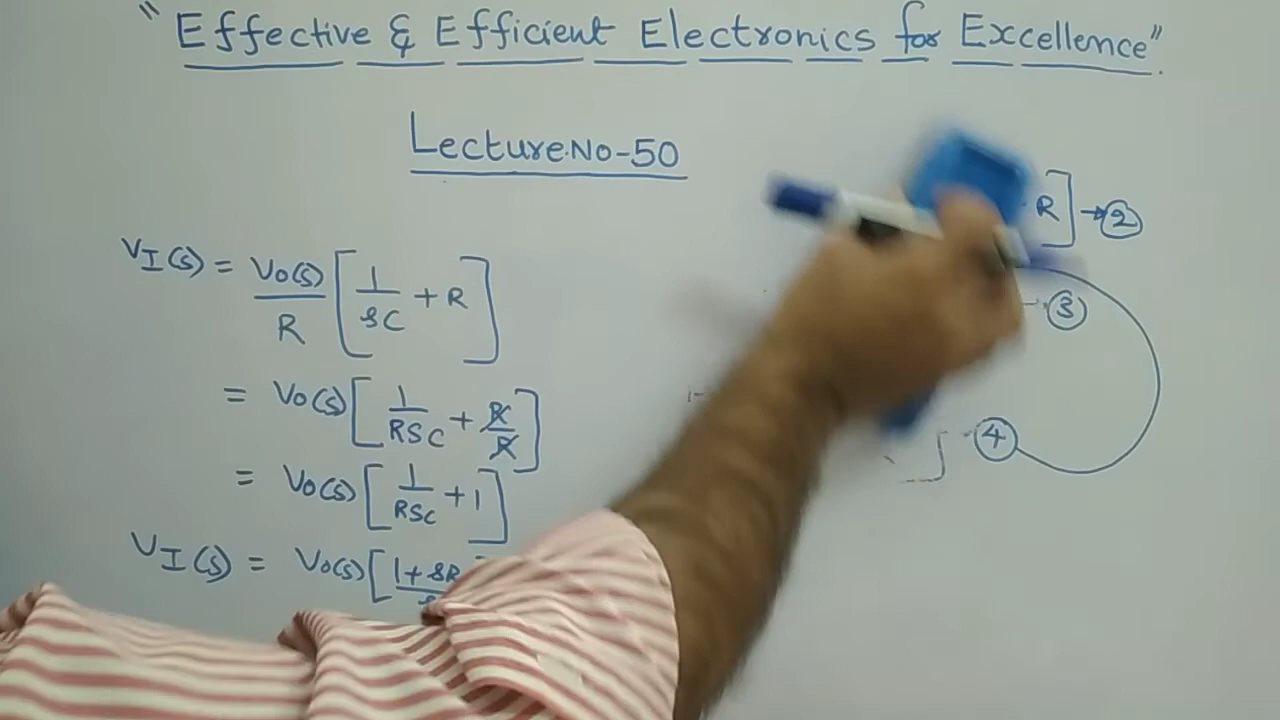 "Effective & Efficient Electronics for Excellence".
Lecture.No-50
R] → ②
VI(s) = Vo(s)/R [1/sC + R]
③
= Vo(s) [1/RSC + R/R]
] ④
= Vo(s) [1/RSC + 1]
VI(s) = Vo(s) [1+sR